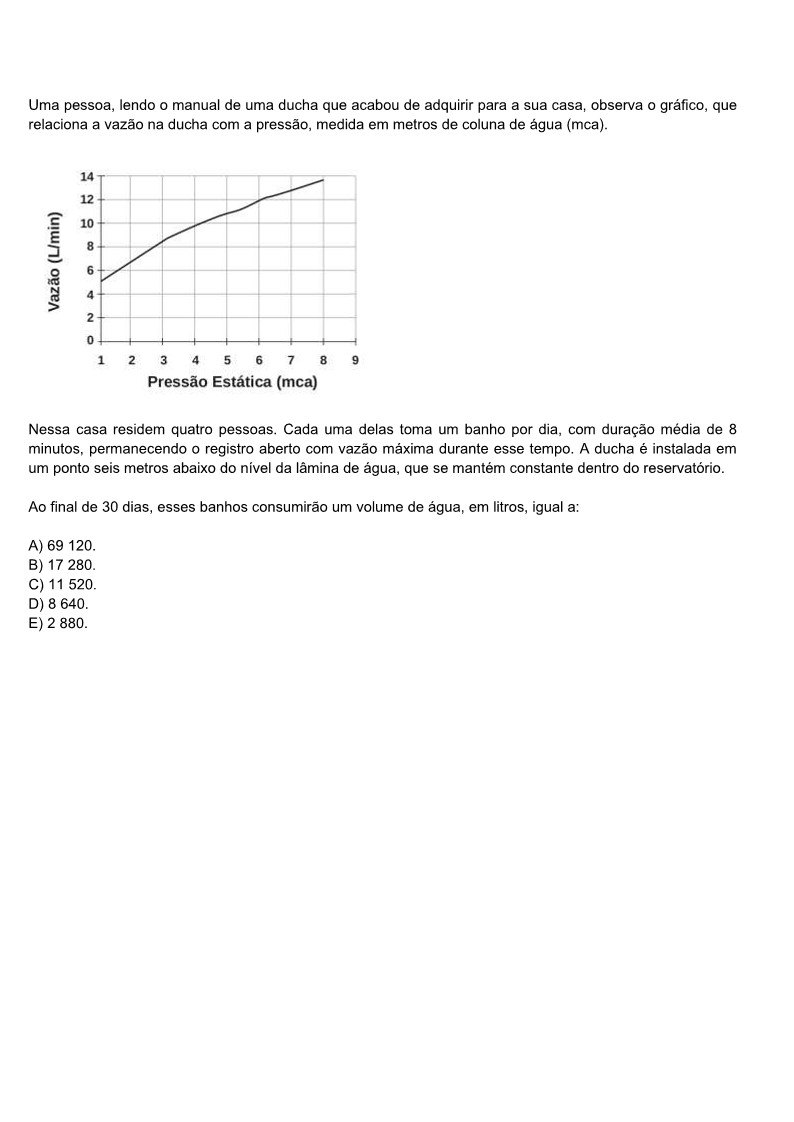 Uma pessoa, lendo o manual de uma ducha que acabou de adquirir para a sua casa, observa o gráfico, que
relaciona a vazão na ducha com a pressão, medida em metros de coluna de água (mca).
14
12
10
8
6
4
2
0
Vazão (L/min)
1 2 3 4 5 6 7 8 9
Pressão Estática (mca)
Nessa casa residem quatro pessoas. Cada uma delas toma um banho por dia, com duração média de 8
minutos, permanecendo o registro aberto com vazão máxima durante esse tempo. A ducha é instalada em
um ponto seis metros abaixo do nível da lâmina de água, que se mantém constante dentro do reservatório.
Ao final de 30 dias, esses banhos consumirão um volume de água, em litros, igual a:
A) 69 120.
B) 17 280.
C) 11 520.
D) 8 640.
E) 2 880.